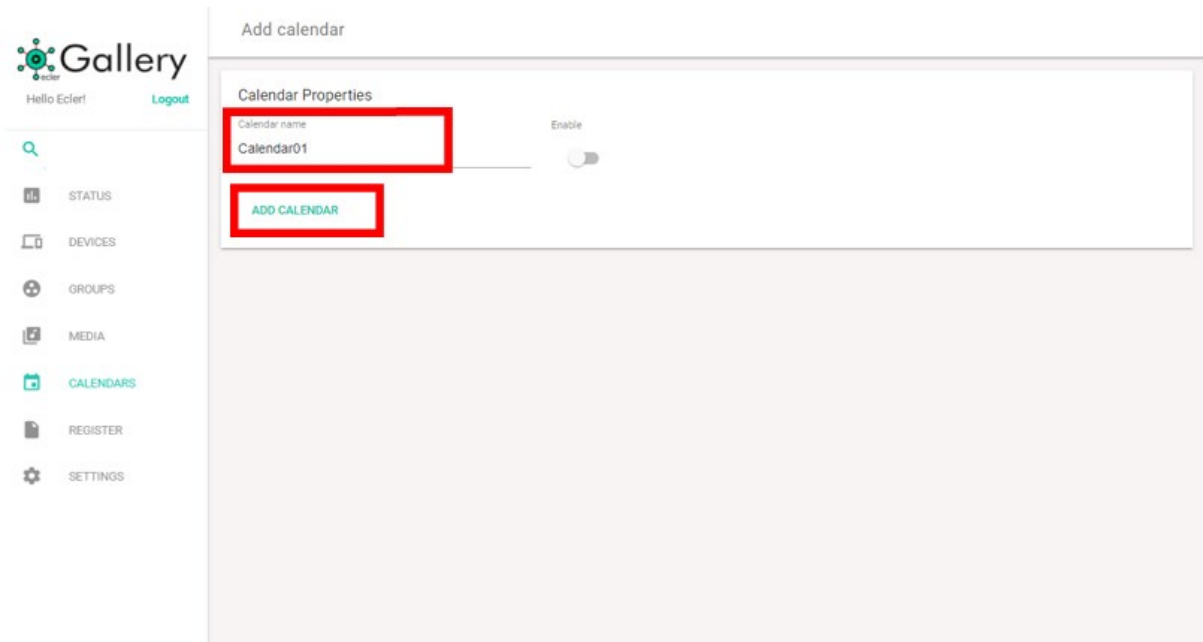 Gallery
ecler
Hello Ecler!
Logout
STATUS
DEVICES
GROUPS
MEDIA
CALENDARS
REGISTER
SETTINGS
Add calendar
Calendar Properties
Calendar name
Enable
Calendar01
ADD CALENDAR